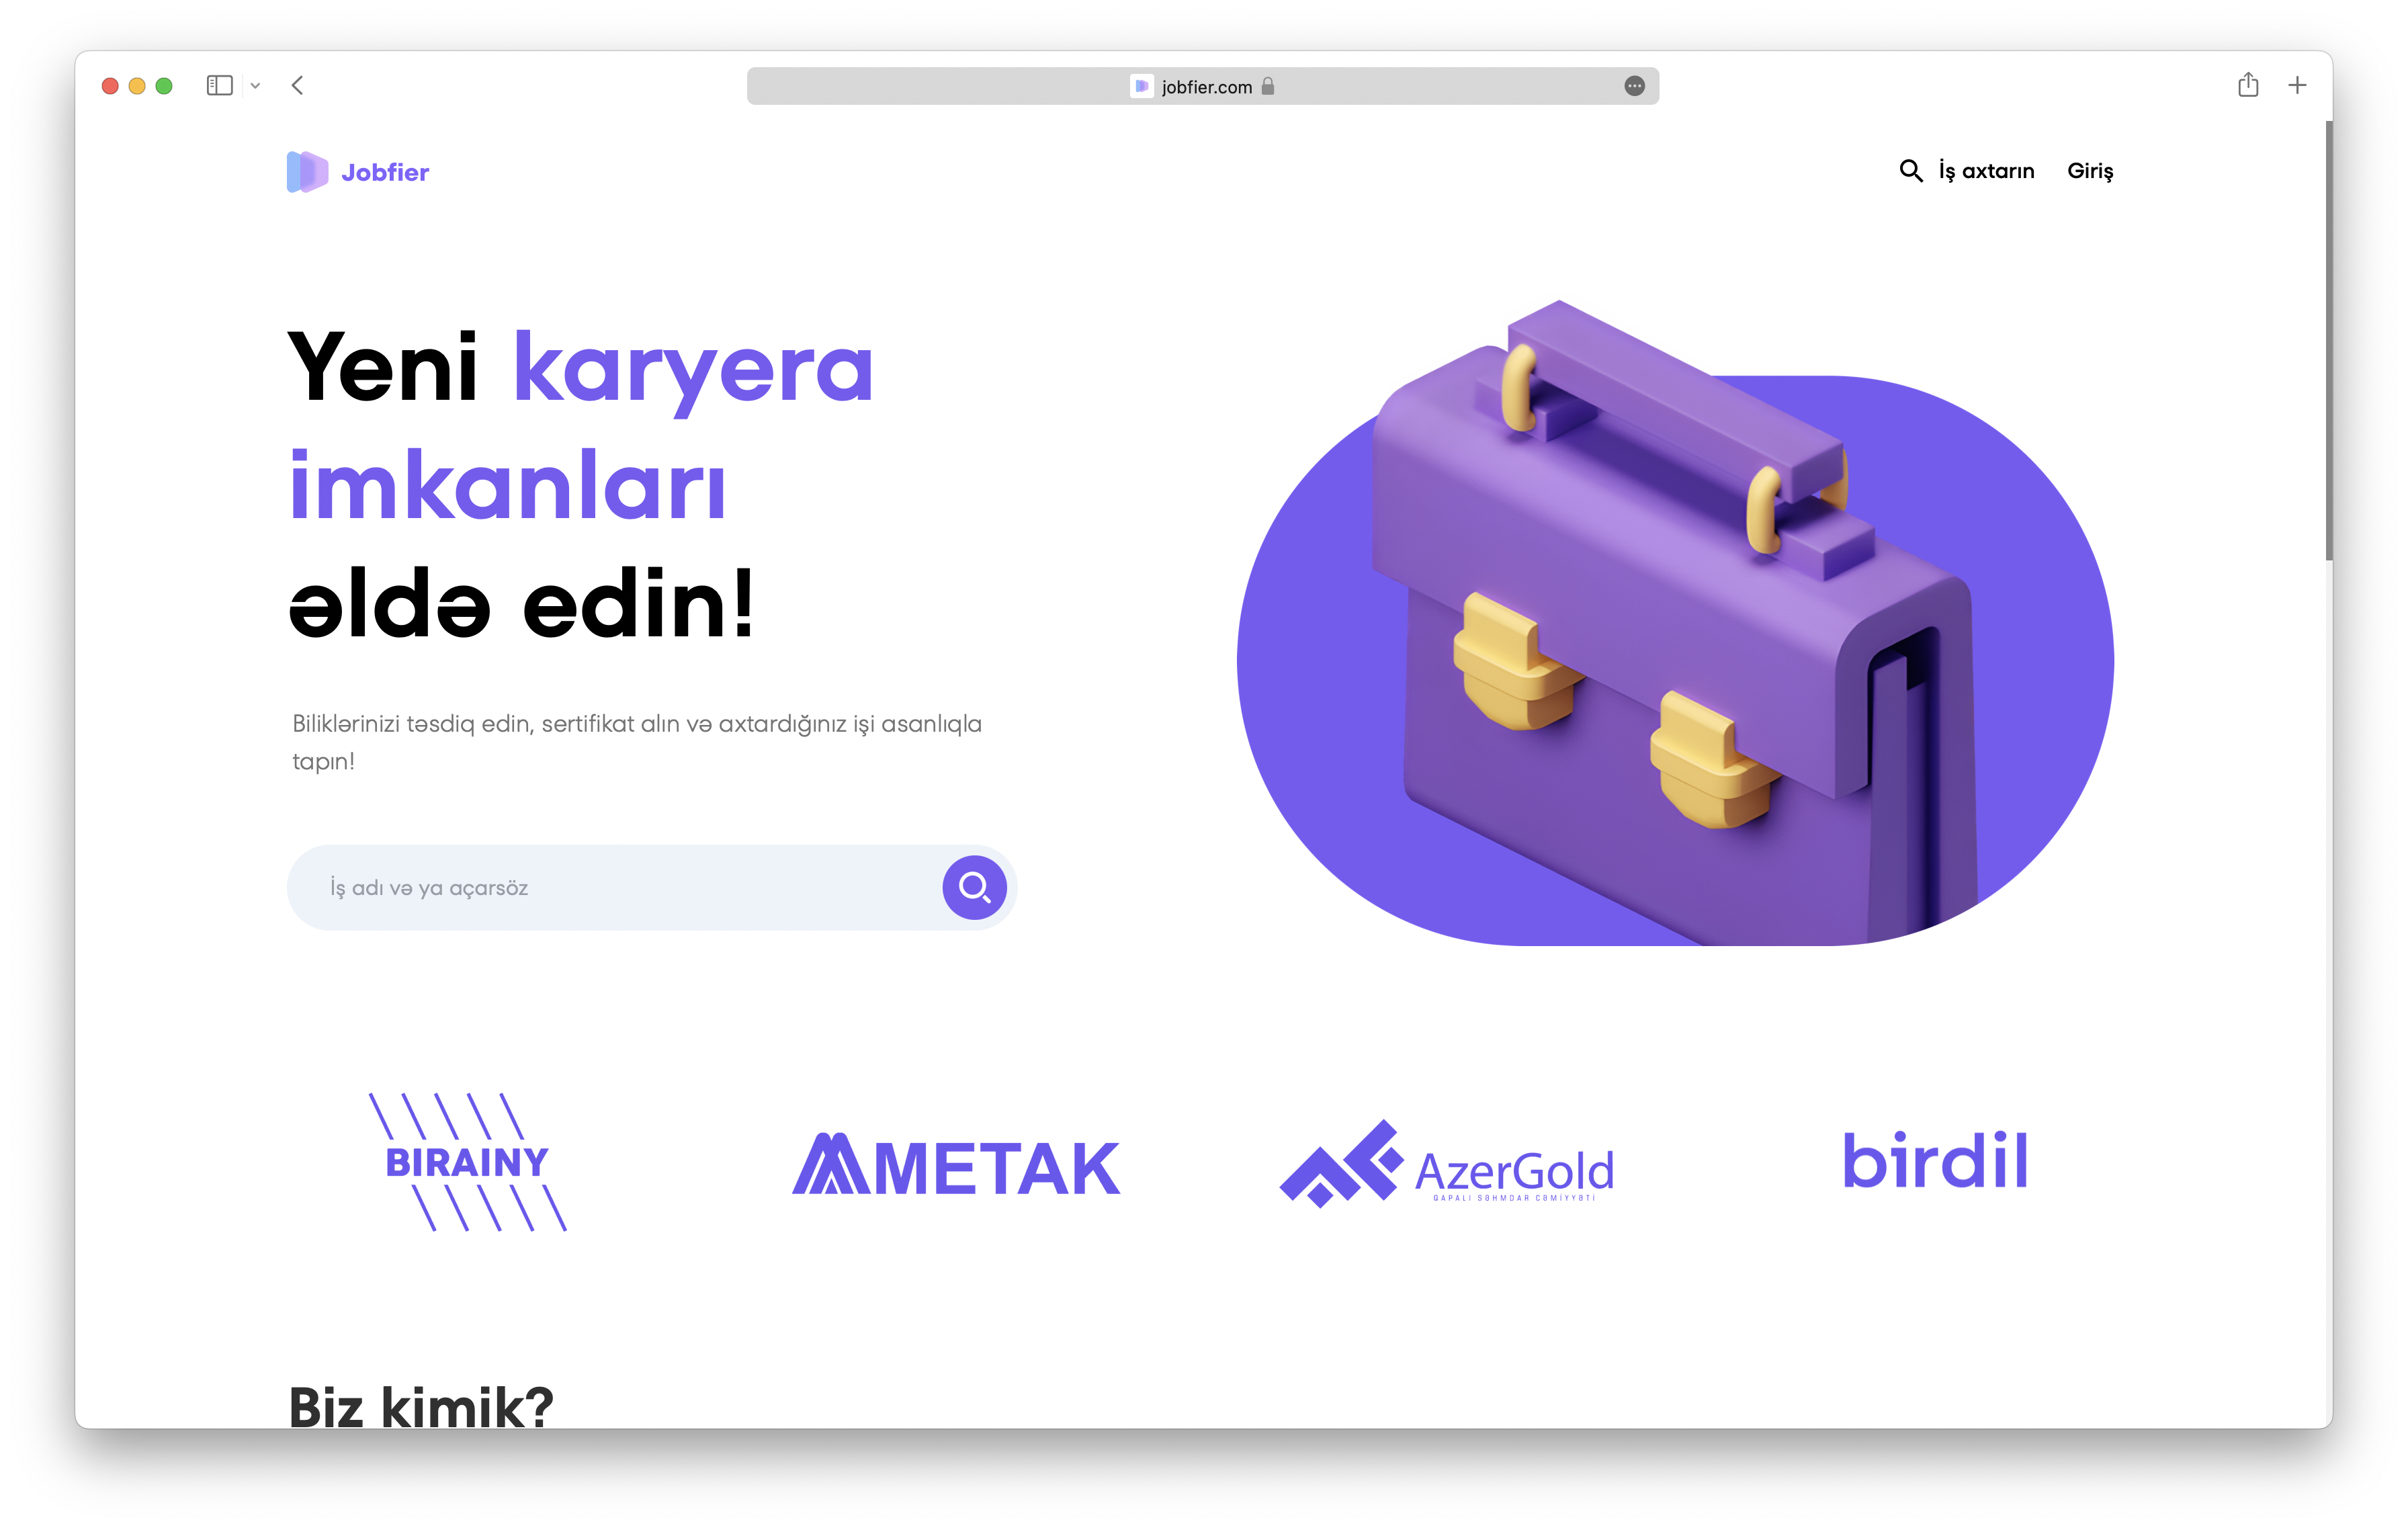 jobfier.com
Jobfier
İş axtarın
Giriş
Yeni karyera
imkanları
əldə edin!
Biliklərinizi təsdiq edin, sertifikat alın və axtardığınız işi asanlıqla
tapın!
İş adı və ya açarsöz
BIRAINY
METAK
AzerGold
QAPALI SƏHMDAR CƏMİYYƏTİ
birdil
Biz kimik?